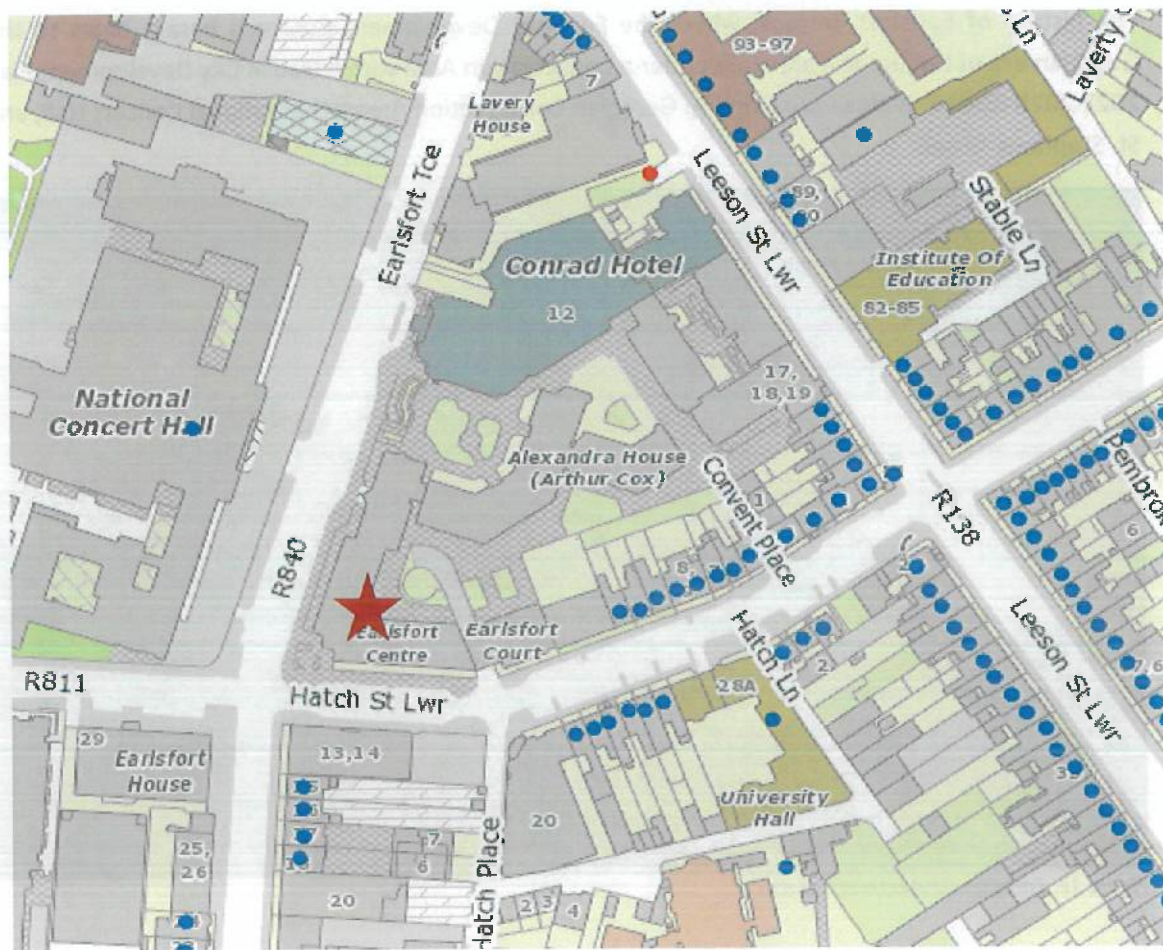 93-97
Laverty
Lavery
House
7
Earlsfort Tce
Leeson St Lwr
89,
Stable Ln
Conrad Hotel
12
Institute Of
Education
82-85
National
Concert Hall
17,
18,19
Alexandra House
(Arthur Cox)
Convent Place
1
R138
6
R840
8,
Earlsfort
Centre
Earlsfort
Court
Hatch Ln
2
Leeson St Lwr
7,6
R811
Hatch St Lwr
28A
29
Earlsfort
House
13,14
20
University
Hall
25,
26
7
6
20
Hatch Place
2
3
4